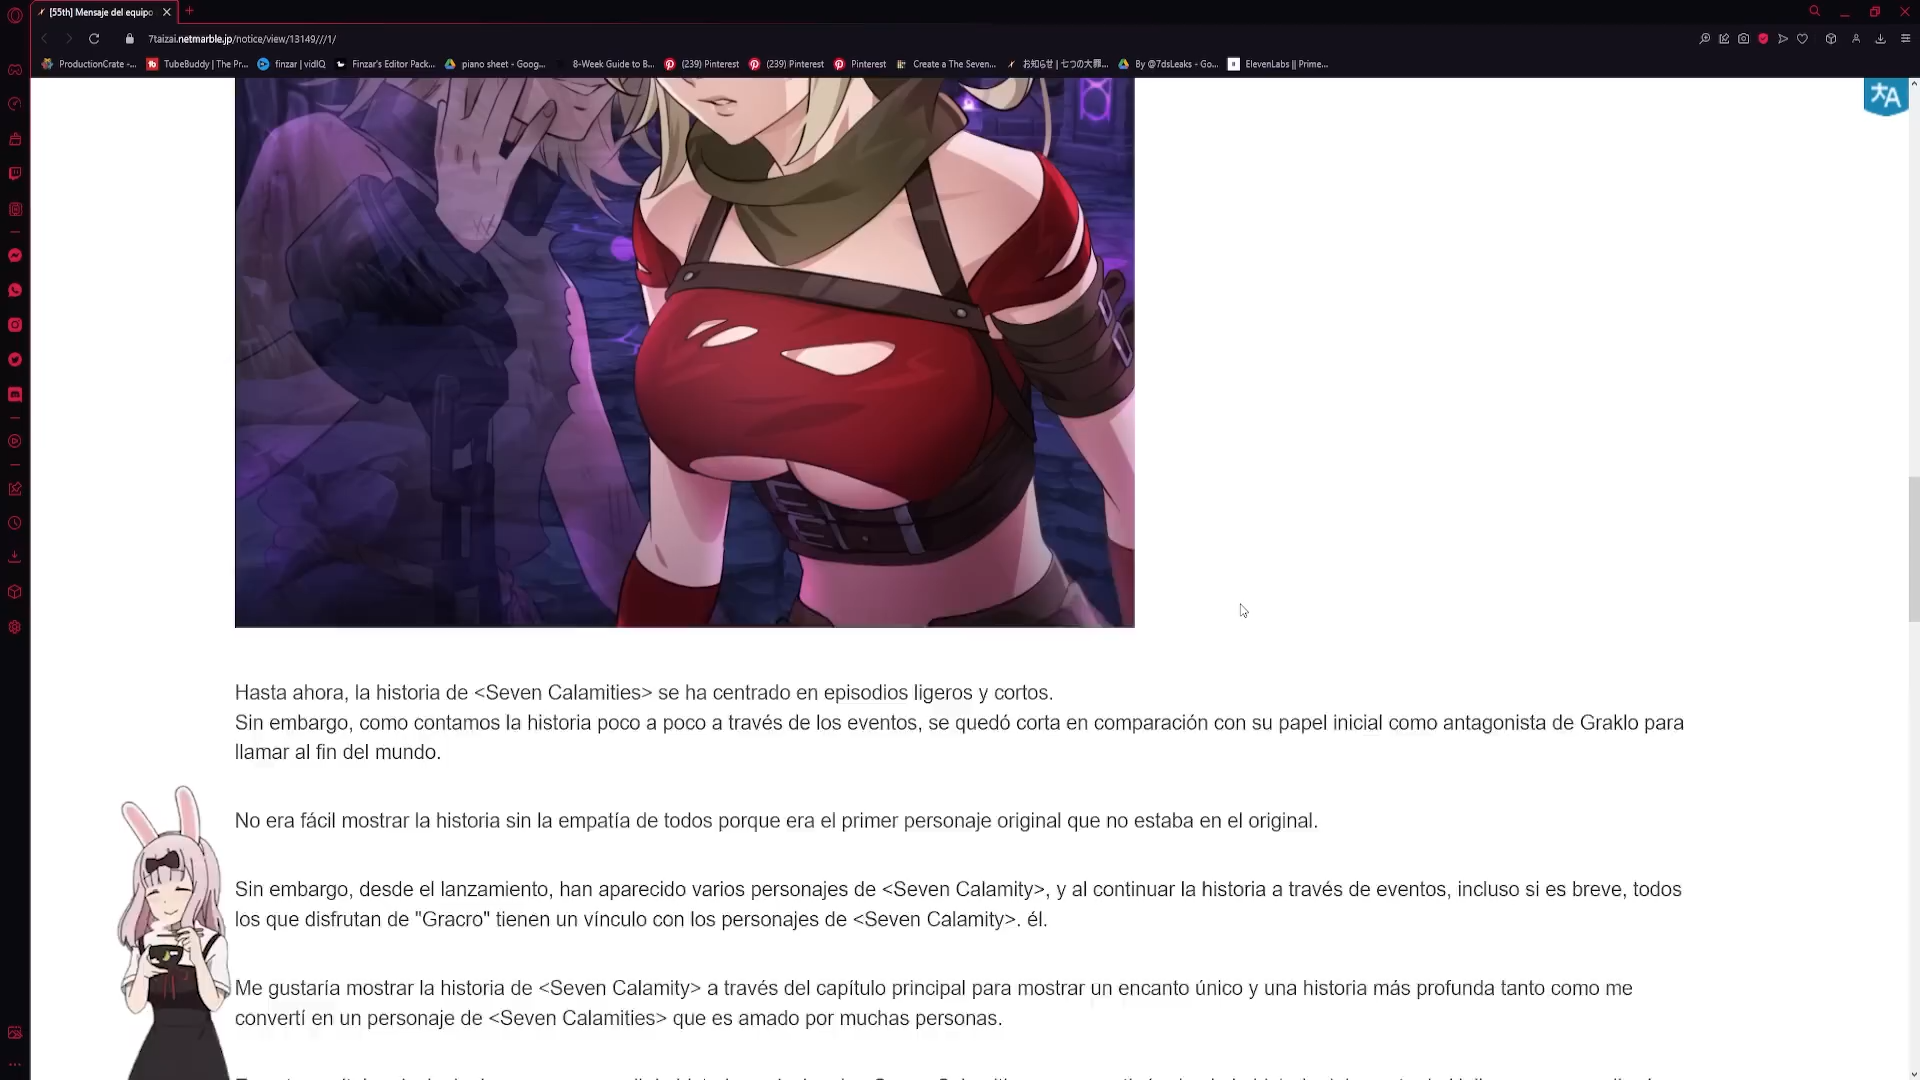 [55th] Mensaje del equipo
7taizai.netmarble.jp/notice/view/13149///1/
ProductionCrate -... TubeBuddy | The Pr... finzar | vidIQ Finzar's Editor Pack... piano sheet - Goog... 8-Week Guide to B... (239) Pinterest (239) Pinterest Pinterest Create a The Seven... お知らせ | 七つの大罪... By @7dsLeaks - Go... ElevenLabs || Prime...
Hasta ahora, la historia de <Seven Calamities> se ha centrado en episodios ligeros y cortos.
Sin embargo, como contamos la historia poco a poco a través de los eventos, se quedó corta en comparación con su papel inicial como antagonista de Graklo para
llamar al fin del mundo.
No era fácil mostrar la historia sin la empatía de todos porque era el primer personaje original que no estaba en el original.
Sin embargo, desde el lanzamiento, han aparecido varios personajes de <Seven Calamity>, y al continuar la historia a través de eventos, incluso si es breve, todos
los que disfrutan de "Gracro" tienen un vínculo con los personajes de <Seven Calamity>. él.
Me gustaría mostrar la historia de <Seven Calamity> a través del capítulo principal para mostrar un encanto único y una historia más profunda tanto como me
convertí en un personaje de <Seven Calamities> que es amado por muchas personas.